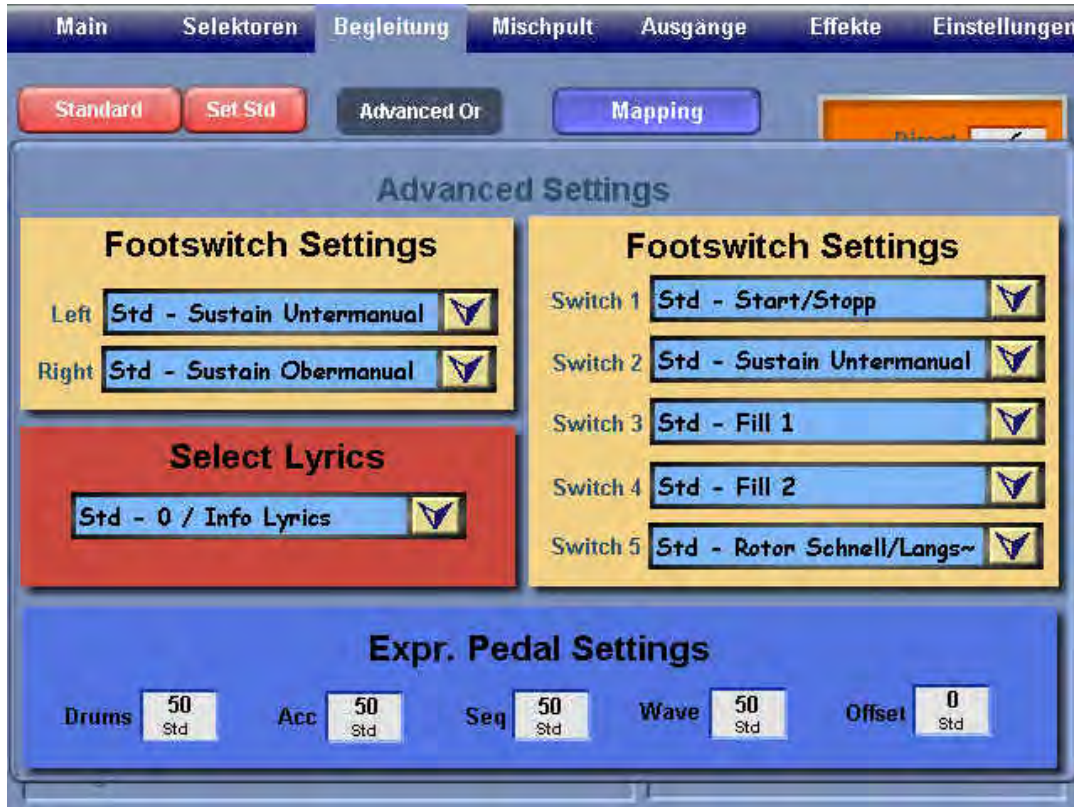 Main Selektoren Begleitung Mischpult Ausgänge Effekte Einstellungen
Standard Set Std Advanced Or Mapping
Direct
Advanced Settings
Footswitch Settings
Left Std - Sustain Untermanual
Right Std - Sustain Obermanual
Select Lyrics
Std - 0 / Info Lyrics
Footswitch Settings
Switch 1 Std - Start/Stopp
Switch 2 Std - Sustain Untermanual
Switch 3 Std - Fill 1
Switch 4 Std - Fill 2
Switch 5 Std - Rotor Schnell/Langs~
Expr. Pedal Settings
Drums 50 Std Acc 50 Std Seq 50 Std Wave 50 Std Offset 0 Std